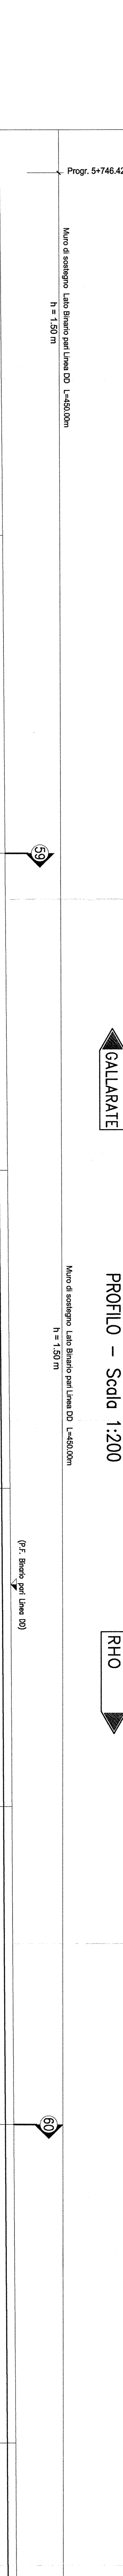 Progr. 5+746.42
Muro di sostegno Lato Binario pari Linea DD L=450.00m
h = 1.50 m
59
GALLARATE
PROFILO - Scala 1:200
RHO
Muro di sostegno Lato Binario pari Linea DD L=450.00m
h = 1.50 m
(P.F. Binario pari Linea DD)
60